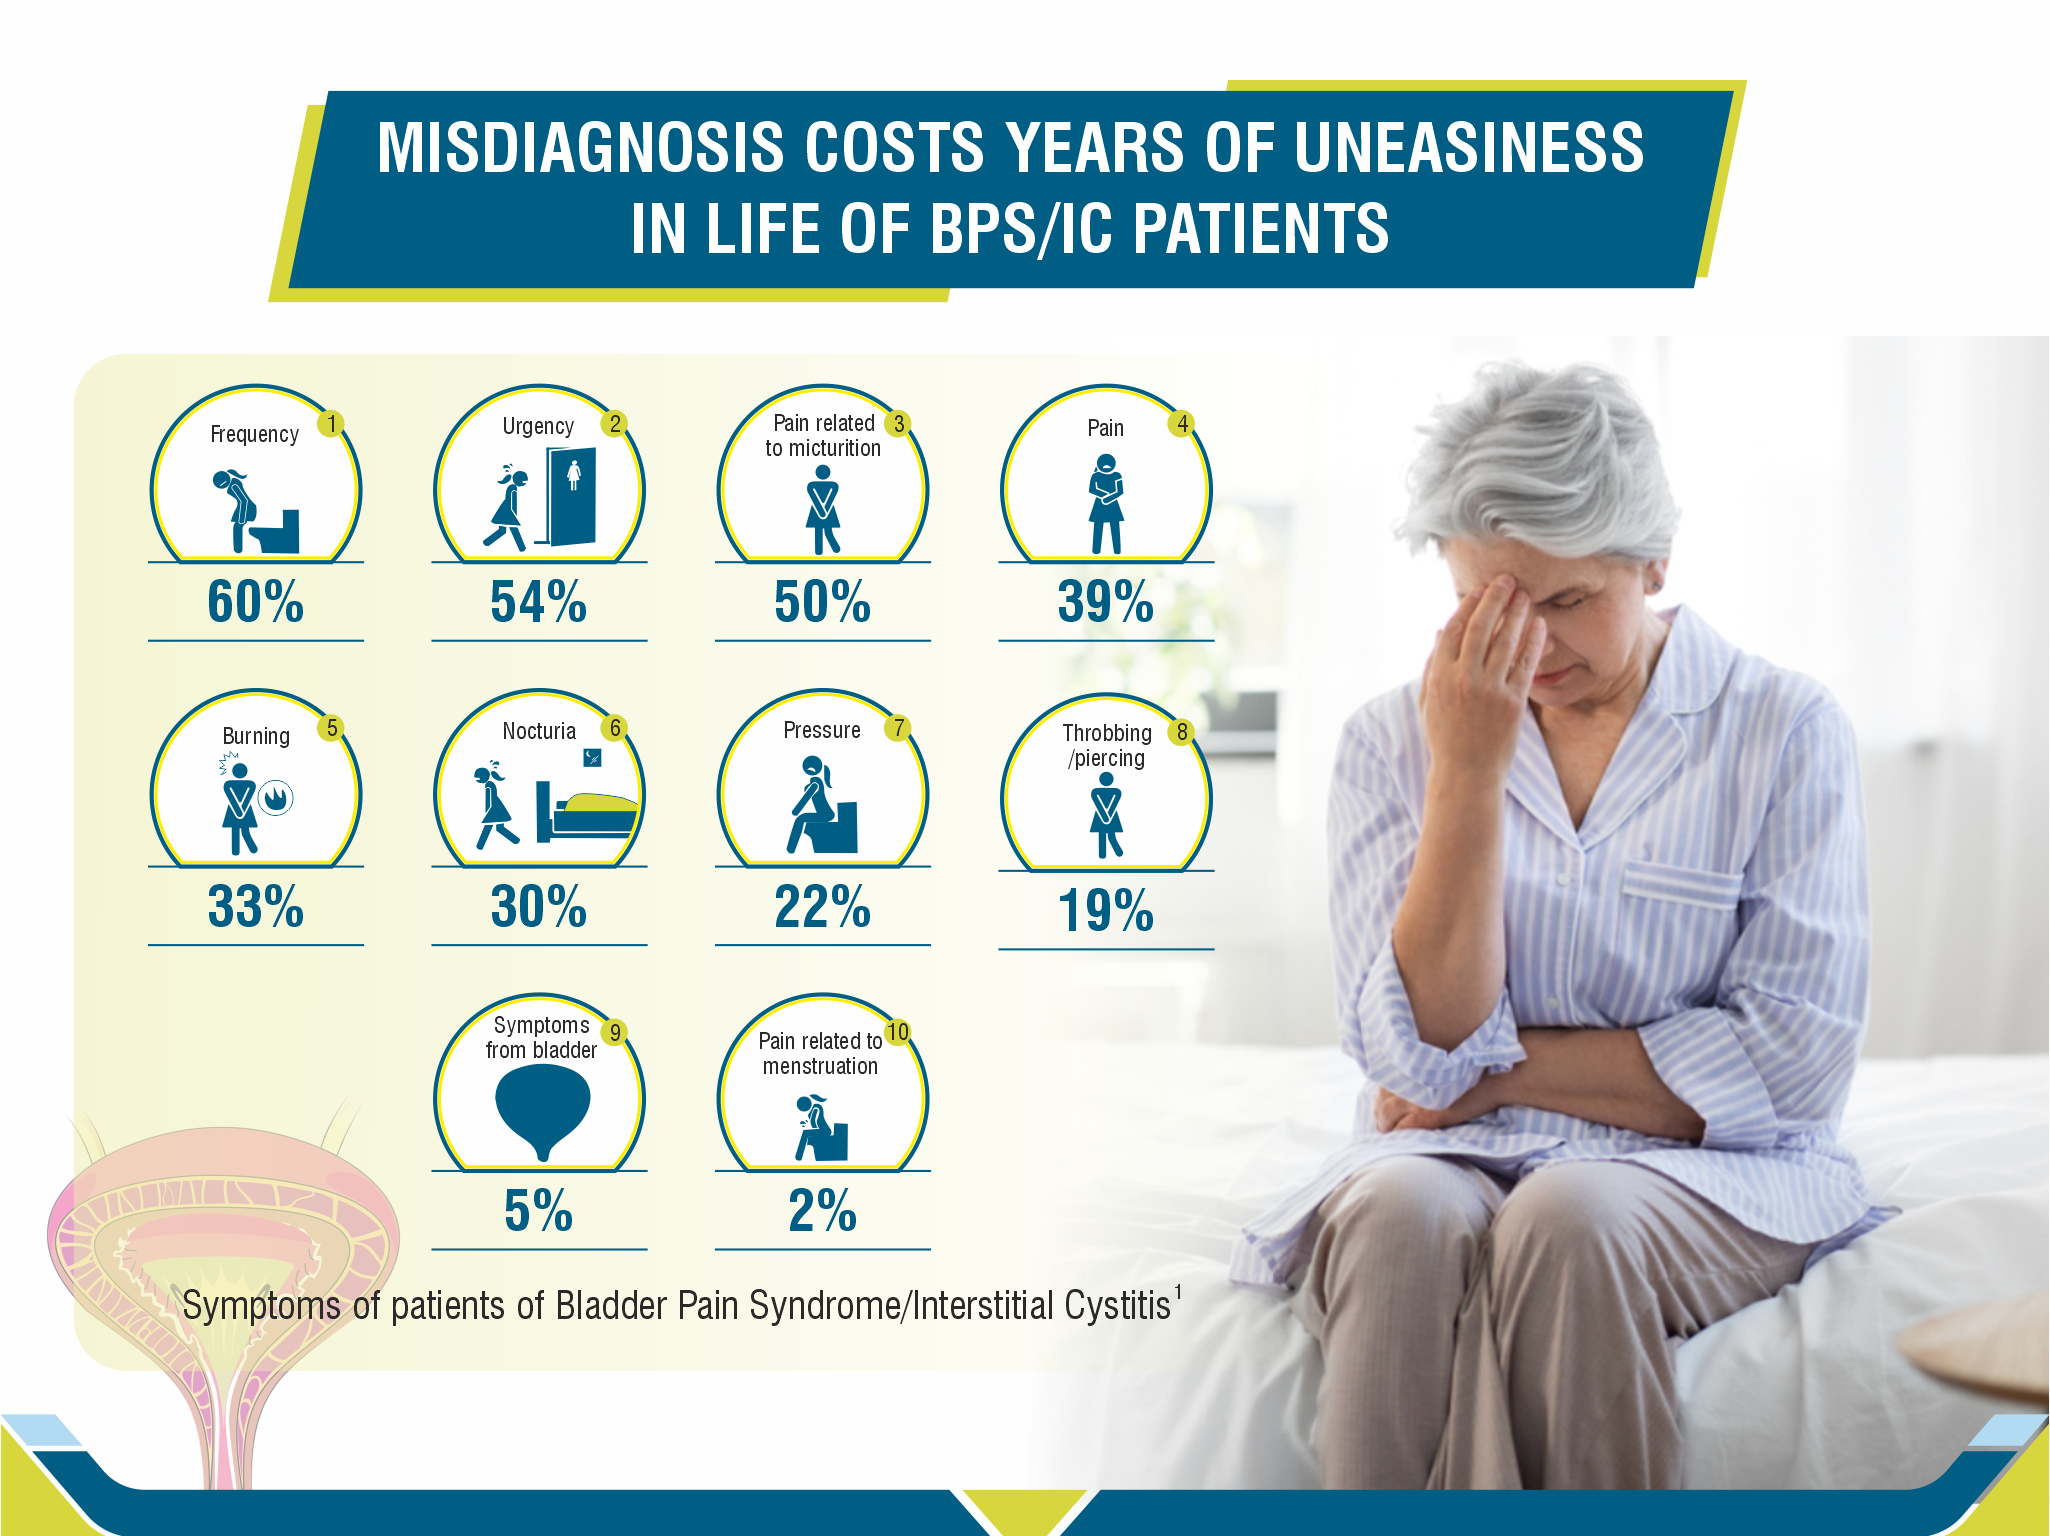 MISDIAGNOSIS COSTS YEARS OF UNEASINESS
IN LIFE OF BPS/IC PATIENTS
Frequency
1
60%
Urgency
2
54%
Pain related
to micturition
3
50%
Pain
4
39%
Burning
5
33%
Nocturia
6
30%
Pressure
7
22%
Throbbing
/piercing
8
19%
Symptoms
from bladder
9
5%
Pain related to
menstruation
10
2%
Symptoms of patients of Bladder Pain Syndrome/Interstitial Cystitis1